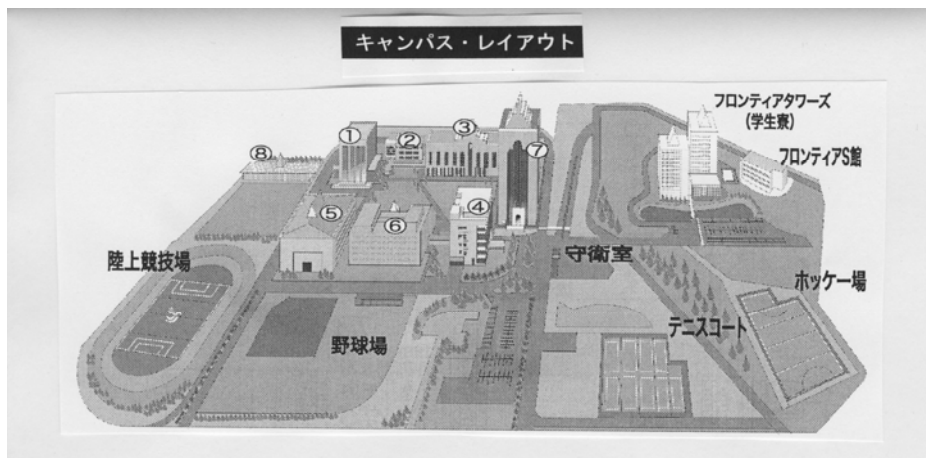 キャンパス・レイアウト
フロンティアタワーズ
(学生寮)
③
①
②
⑦
⑧
フロンティアS館
④
⑤
⑥
守衛室
陸上競技場
ホッケー場
テニスコート
野球場